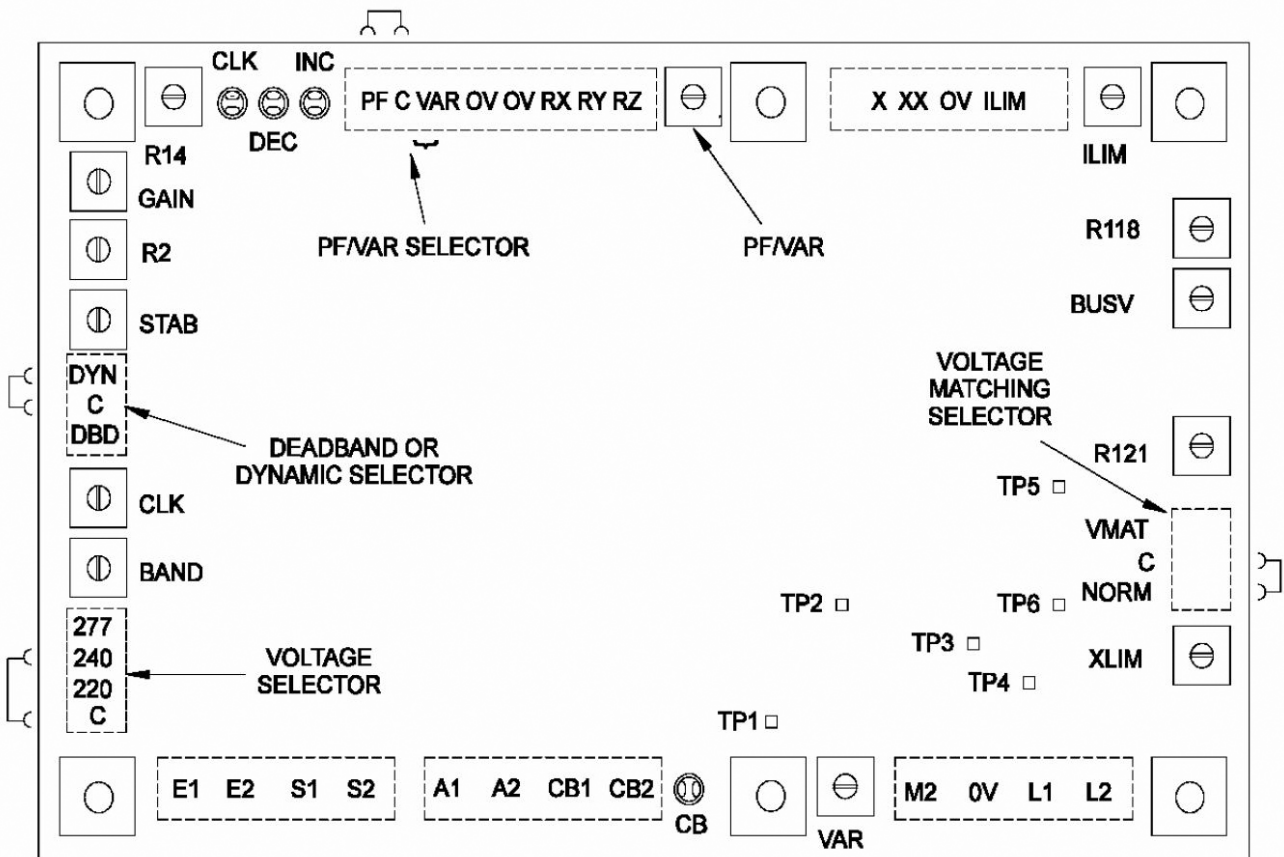 CLK INC
PF C VAR OV OV RX RY RZ
X XX OV ILIM
DEC
R14
ILIM
GAIN
PF/VAR SELECTOR
PF/VAR
R118
R2
BUSV
STAB
DYN
C
DBD
DEADBAND OR
DYNAMIC SELECTOR
VOLTAGE
MATCHING
SELECTOR
R121
TP5
CLK
VMAT
C
NORM
BAND
TP2
TP6
277
240
220
C
VOLTAGE
SELECTOR
TP3
XLIM
TP4
TP1
E1 E2 S1 S2
A1 A2 CB1 CB2
CB
VAR
M2 0V L1 L2